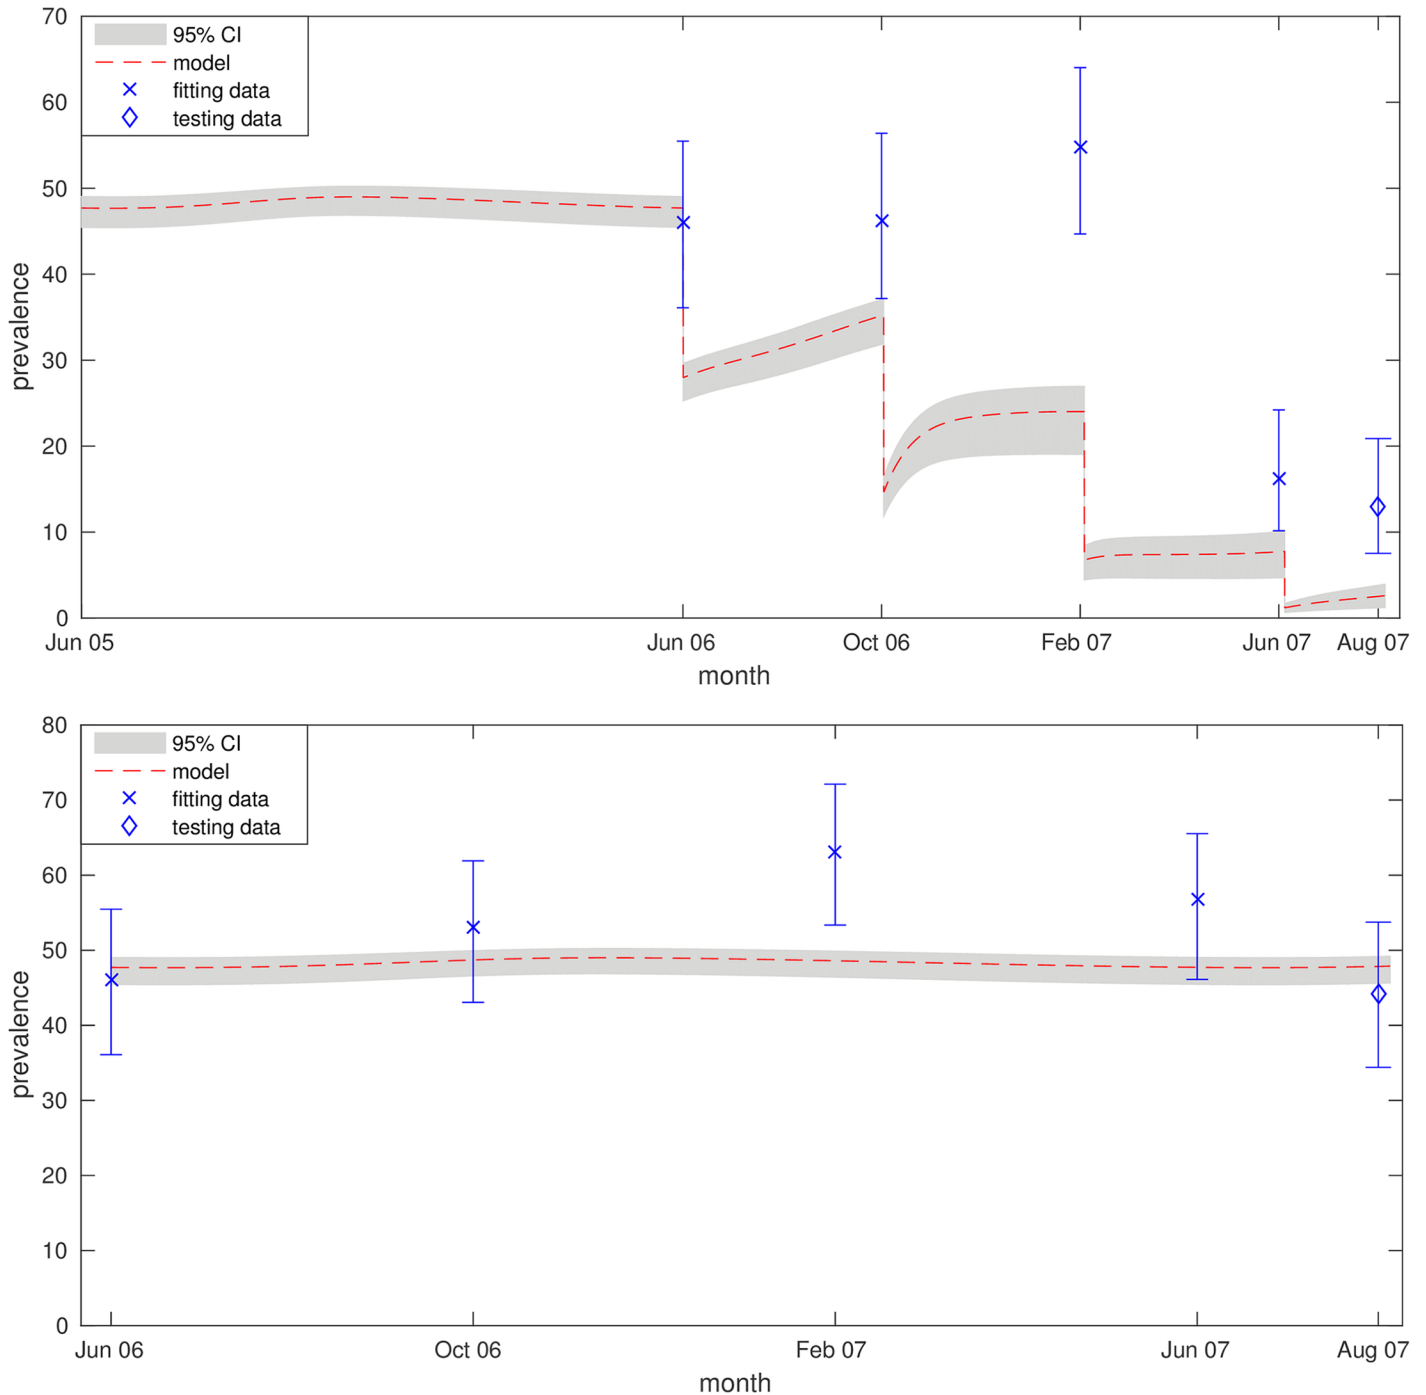 70
60
50
40
30
20
10
0
prevalence
95% CI
model
fitting data
testing data
Jun 05 Jun 06 Oct 06 Feb 07 Jun 07 Aug 07
month
80
70
60
50
40
30
20
10
0
prevalence
95% CI
model
fitting data
testing data
Jun 06 Oct 06 Feb 07 Jun 07 Aug 07
month